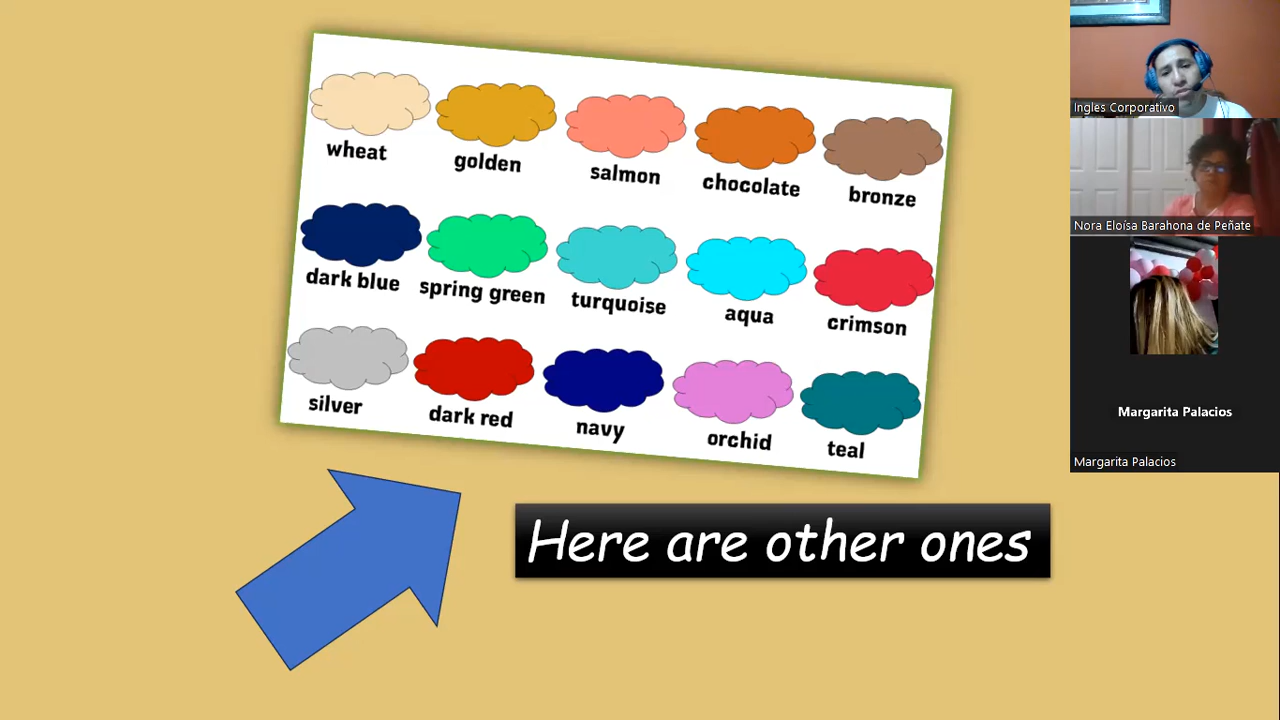 wheat golden salmon chocolate bronze
dark blue spring green turquoise aqua crimson
silver dark red navy orchid teal
Here are other ones
Ingles Corporativo
Nora Eloísa Barahona de Peñate
Margarita Palacios
Margarita Palacios